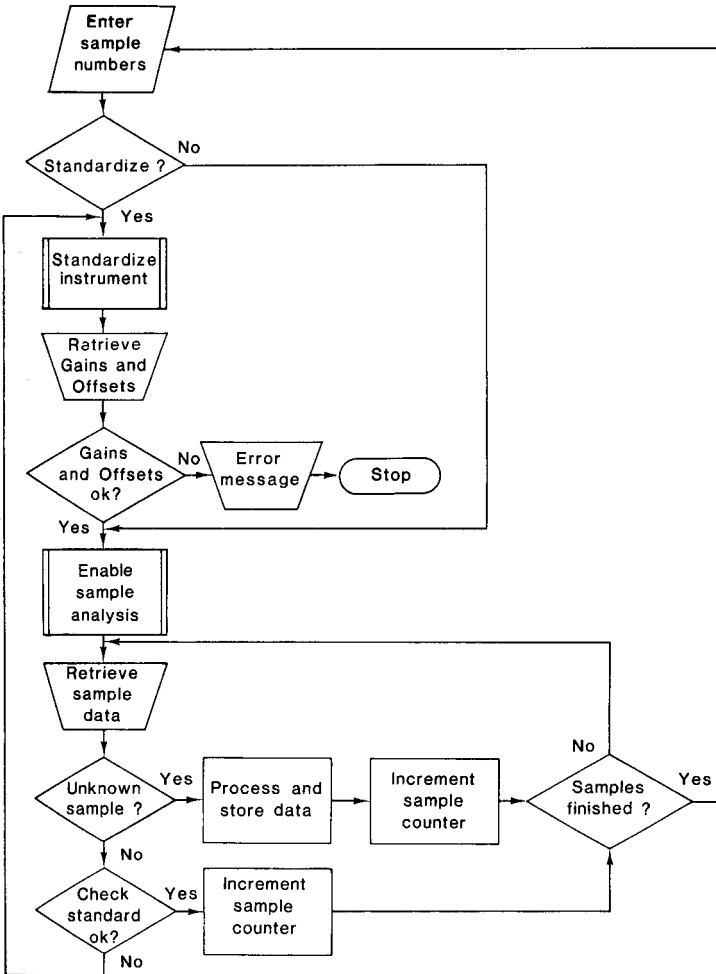 Enter
sample
numbers
Standardize ?
No
Yes
Standardize
instrument
Retrieve
Gains and
Offsets
Gains
and Offsets
ok?
No
Error
message
Stop
Yes
Enable
sample
analysis
Retrieve
sample
data
Unknown
sample ?
Yes
Process and
store data
Increment
sample
counter
No
Samples
finished ?
Yes
No
Check
standard
ok?
Yes
Increment
sample
counter
No